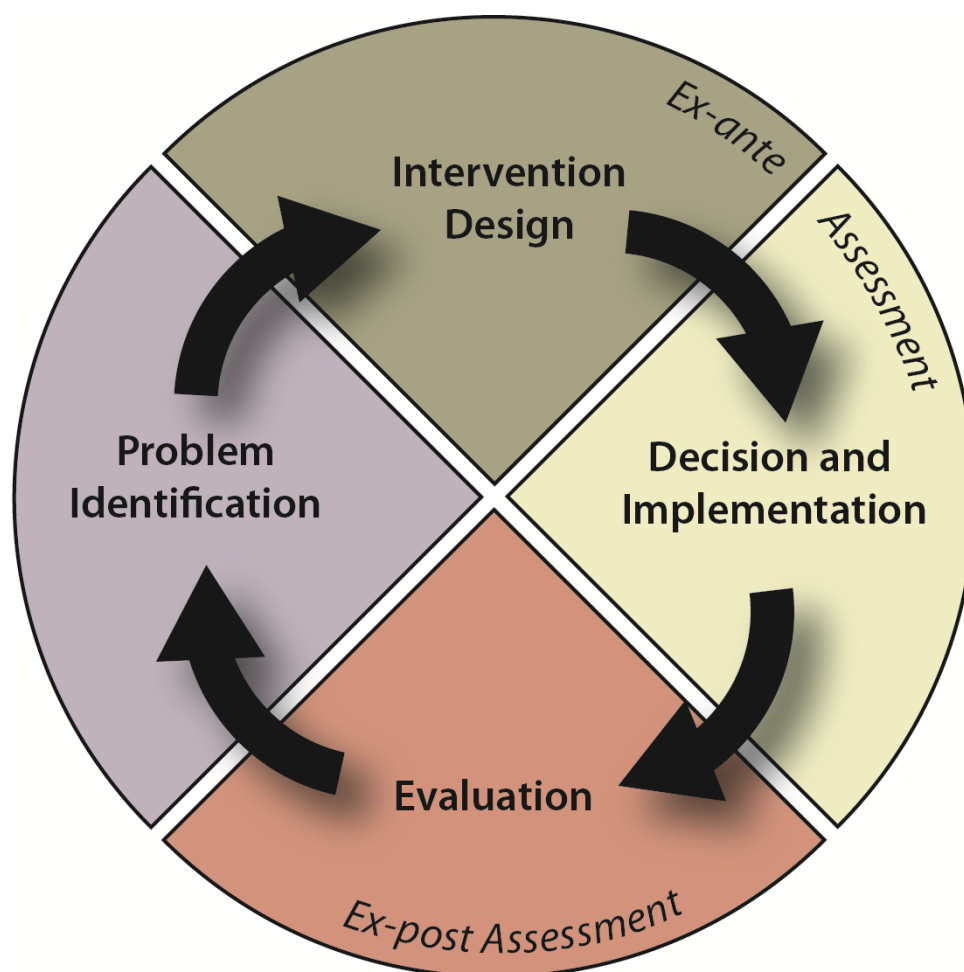 Ex-ante
Intervention
Design
Assessment
Problem
Identification
Decision and
Implementation
Evaluation
Ex-post Assessment